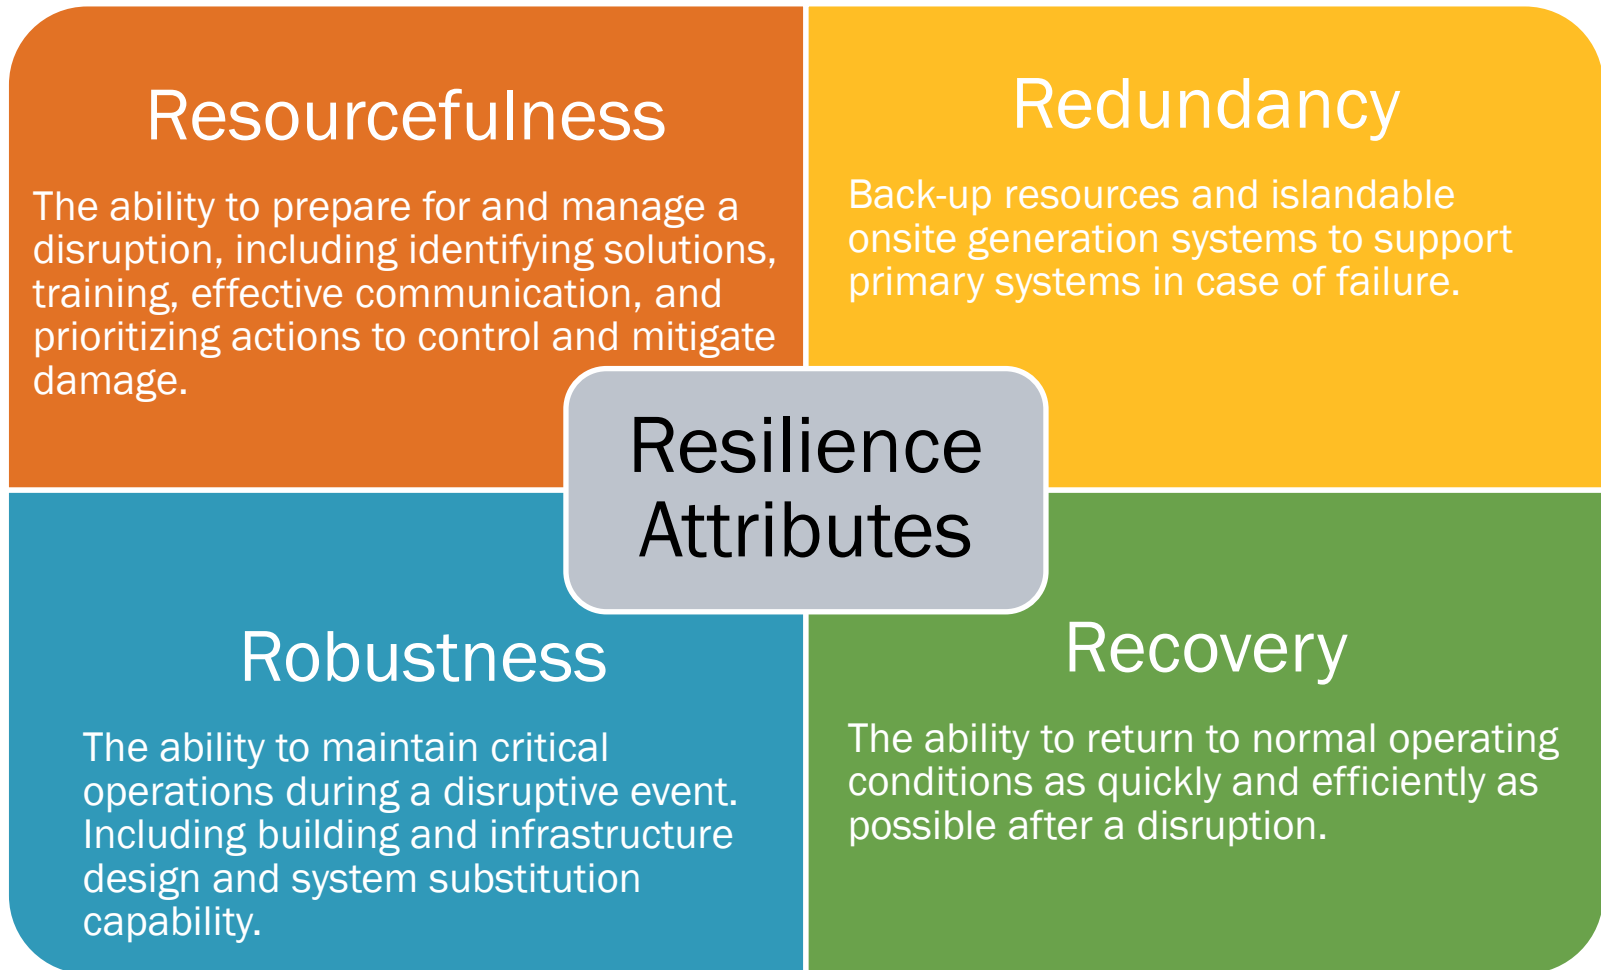 Resourcefulness
The ability to prepare for and manage a
disruption, including identifying solutions,
training, effective communication, and
prioritizing actions to control and mitigate
damage.
Redundancy
Back-up resources and islandable
onsite generation systems to support
primary systems in case of failure.
Resilience
Attributes
Robustness
The ability to maintain critical
operations during a disruptive event.
Including building and infrastructure
design and system substitution
capability.
Recovery
The ability to return to normal operating
conditions as quickly and efficiently as
possible after a disruption.